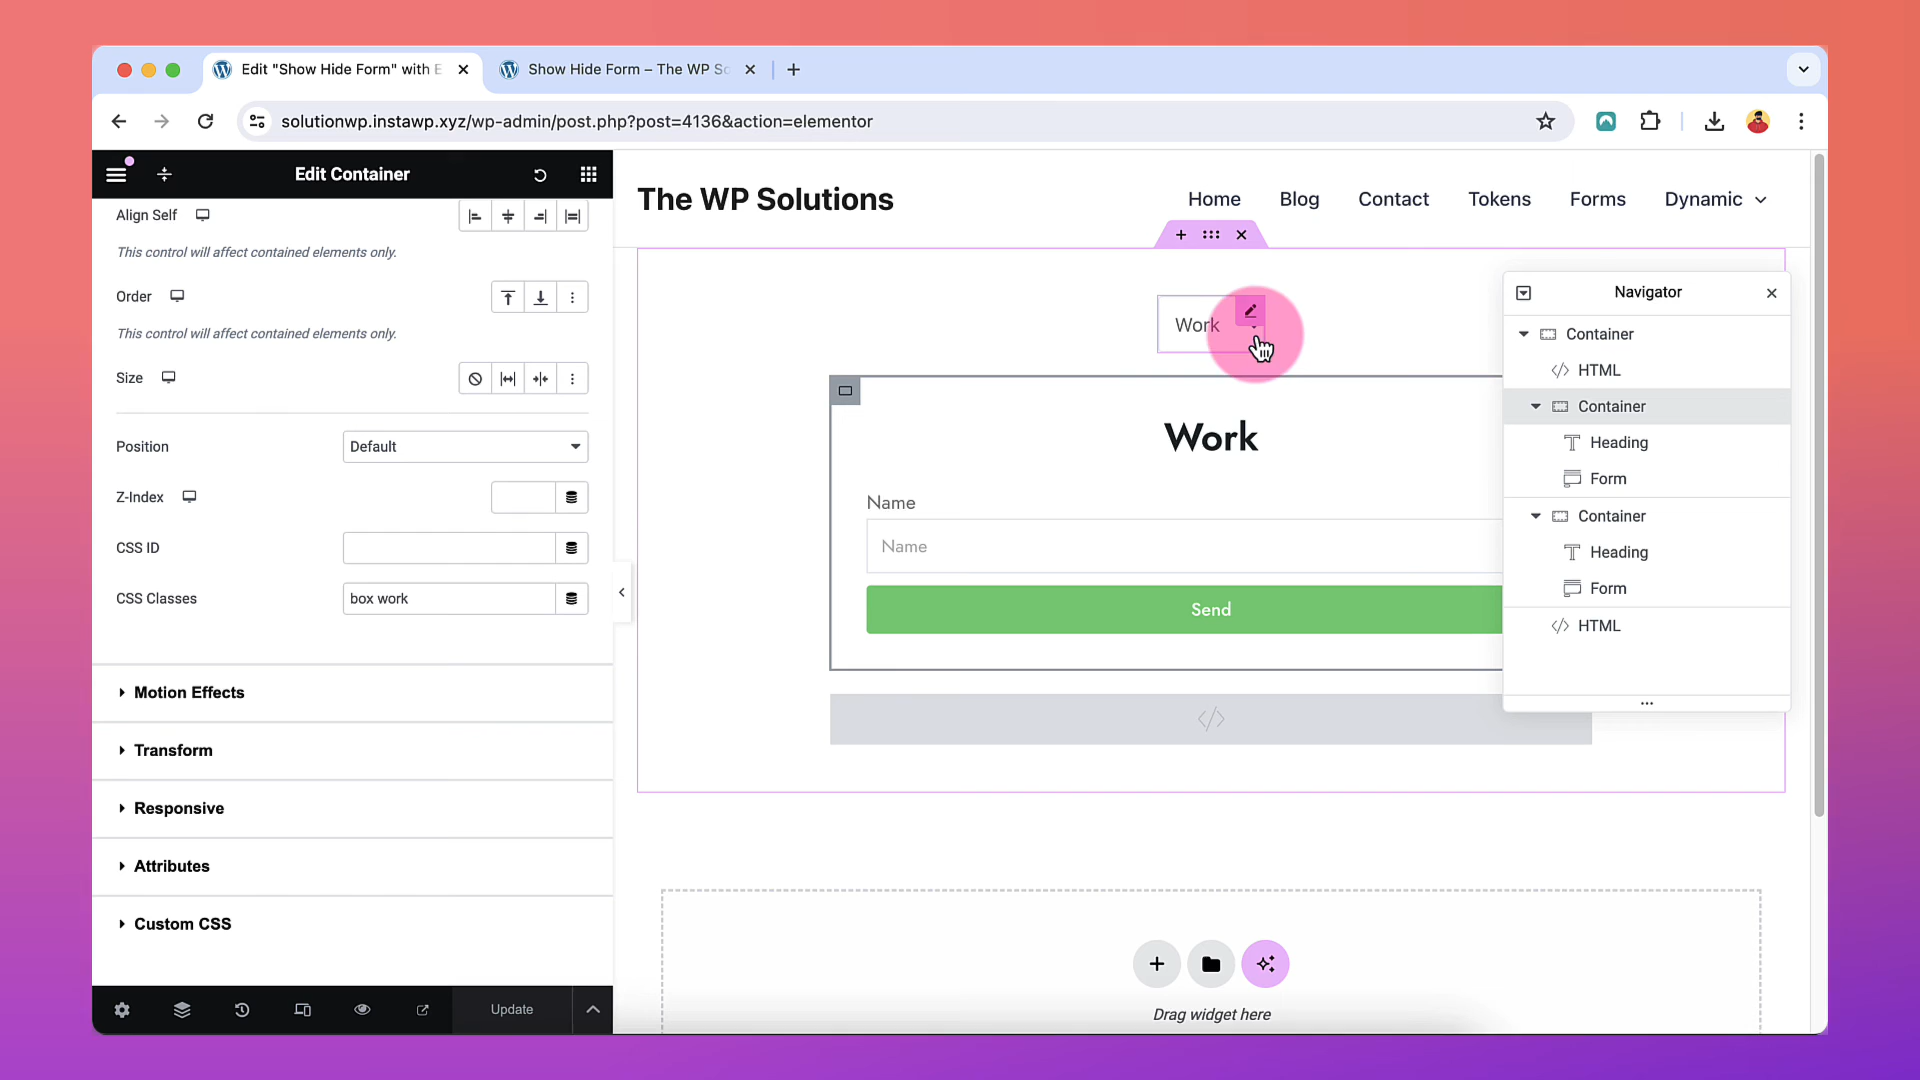 Edit "Show Hide Form" with E
Show Hide Form – The WP So
solutionwp.instawp.xyz/wp-admin/post.php?post=4136&action=elementor
Edit Container
Align Self
This control will affect contained elements only.
Order
This control will affect contained elements only.
Size
Position
Default
Z-Index
CSS ID
CSS Classes
box work
Motion Effects
Transform
Responsive
Attributes
Custom CSS
Update
The WP Solutions
Home
Blog
Contact
Tokens
Forms
Dynamic
Work
Work
Name
Name
Send
Drag widget here
Navigator
Container
HTML
Container
Heading
Form
Container
Heading
Form
HTML